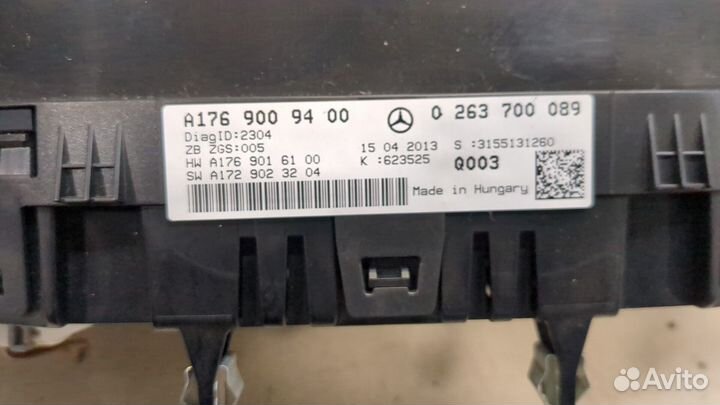 A176 900 94 00 0 263 700 089
DiagID:2304
ZB ZGS:005 15 04 2013 S :3155131260
HW A176 901 61 00 K :623525 Q003
SW A172 902 32 04
Made in Hungary
Avito